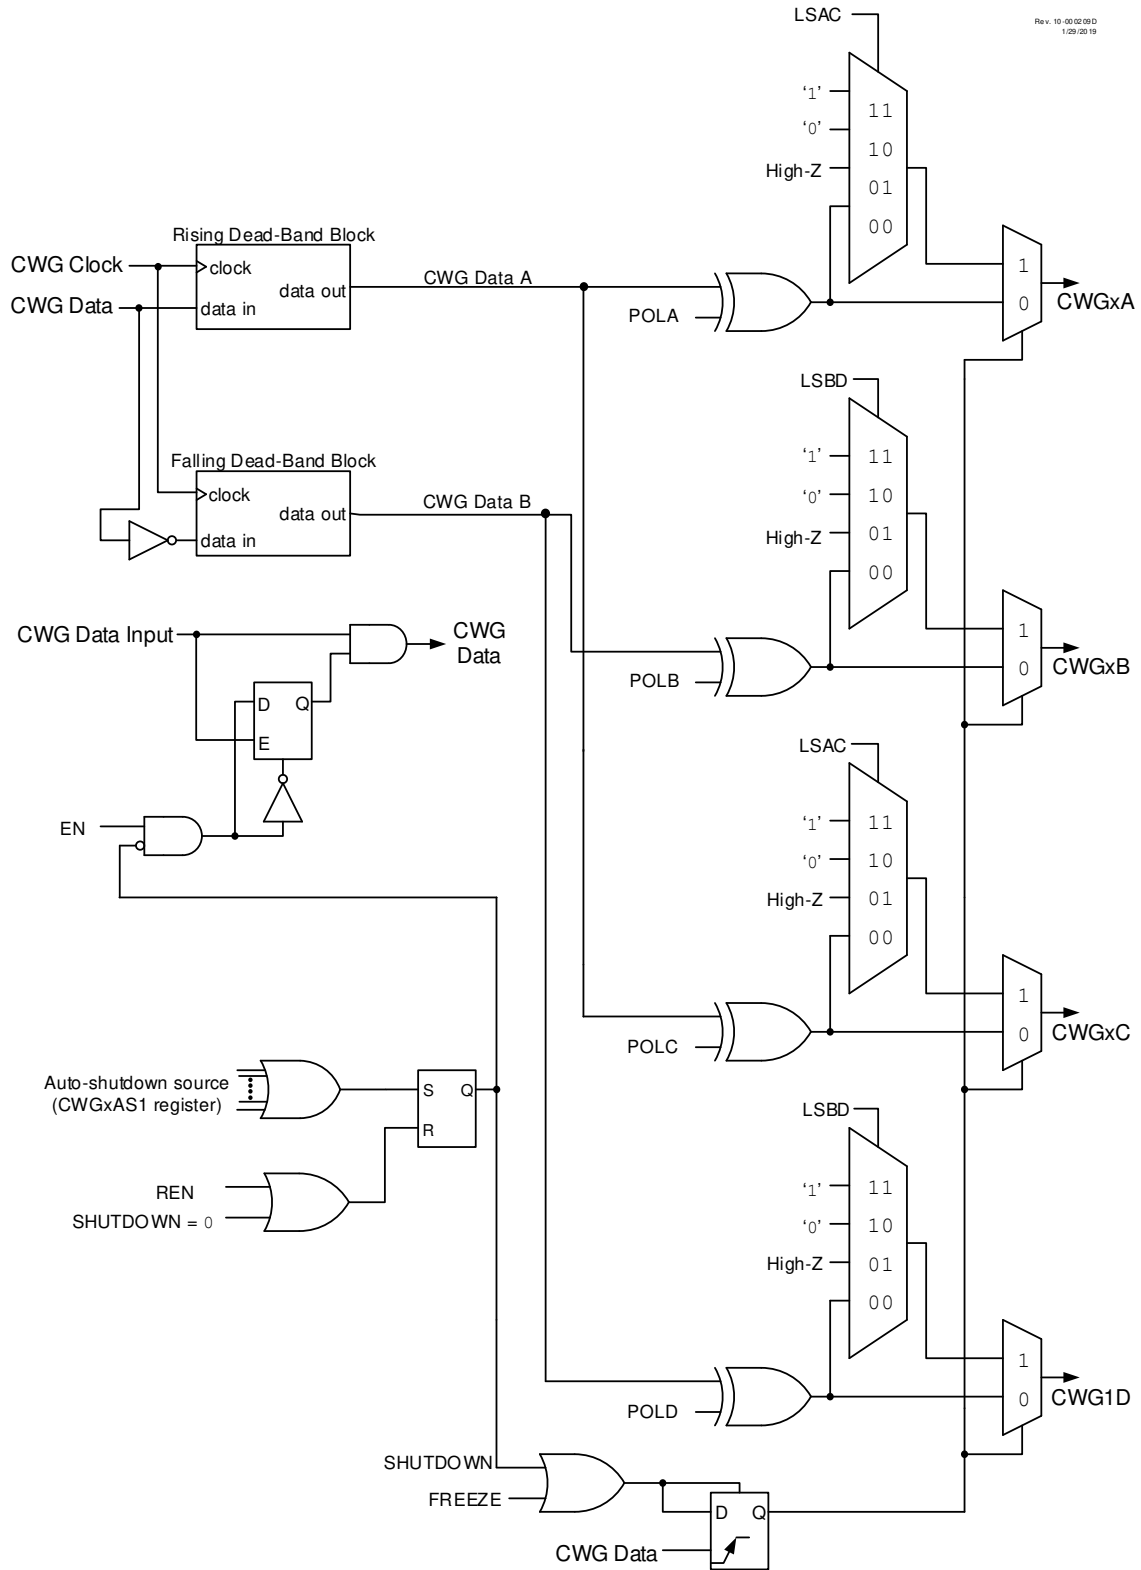 LSAC
Rev. 10-000209D
1/29/2019
‘1’
11
‘0’
10
High-Z
01
00
Rising Dead-Band Block
CWG Clock
clock
data out
CWG Data
data in
CWG Data A
POLA
1
0
CWGxA
LSBD
‘1’
11
‘0’
10
High-Z
01
00
Falling Dead-Band Block
clock
data out
data in
CWG Data B
POLB
1
0
CWGxB
CWG Data Input
CWG
Data
D
Q
E
EN
LSAC
‘1’
11
‘0’
10
High-Z
01
00
POLC
1
0
CWGxC
Auto-shutdown source
(CWGxAS1 register)
S
Q
R
REN
SHUTDOWN = 0
LSBD
‘1’
11
‘0’
10
High-Z
01
00
POLD
1
0
CWG1D
SHUTDOWN
FREEZE
D
Q
CWG Data